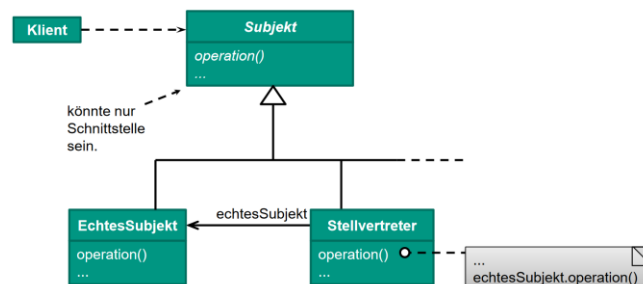 Klient
Subjekt
operation()
...
könnte nur
Schnittstelle
sein.
EchtesSubjekt
operation()
...
echtesSubjekt
Stellvertreter
operation()
...
...
echtesSubjekt.operation()